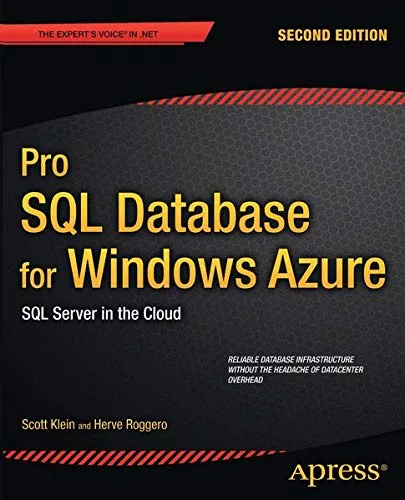 THE EXPERT'S VOICE® IN .NET
SECOND EDITION
Pro
SQL Database
for Windows Azure
SQL Server in the Cloud
RELIABLE DATABASE INFRASTRUCTURE
WITHOUT THE HEADACHE OF DATACENTER
OVERHEAD
Scott Klein and Herve Roggero
Apress®